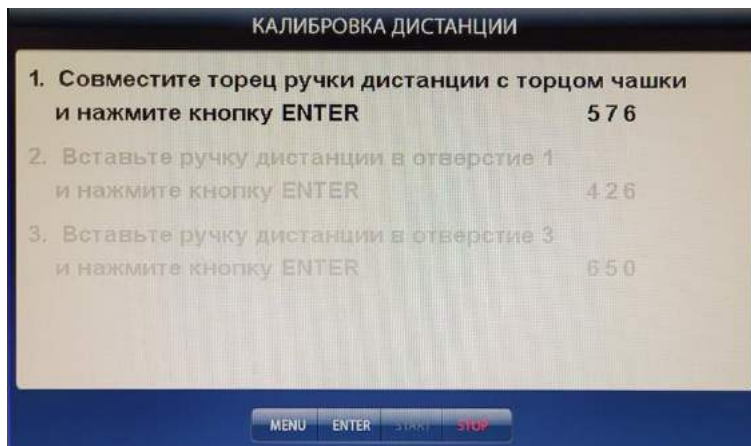 КАЛИБРОВКА ДИСТАНЦИИ
1. Совместите торец ручки дистанции с торцом чашки
и нажмите кнопку ENTER 576
2. Вставьте ручку дистанции в отверстие 1
и нажмите кнопку ENTER 426
3. Вставьте ручку дистанции в отверстие 3
и нажмите кнопку ENTER 650
MENU ENTER START STOP